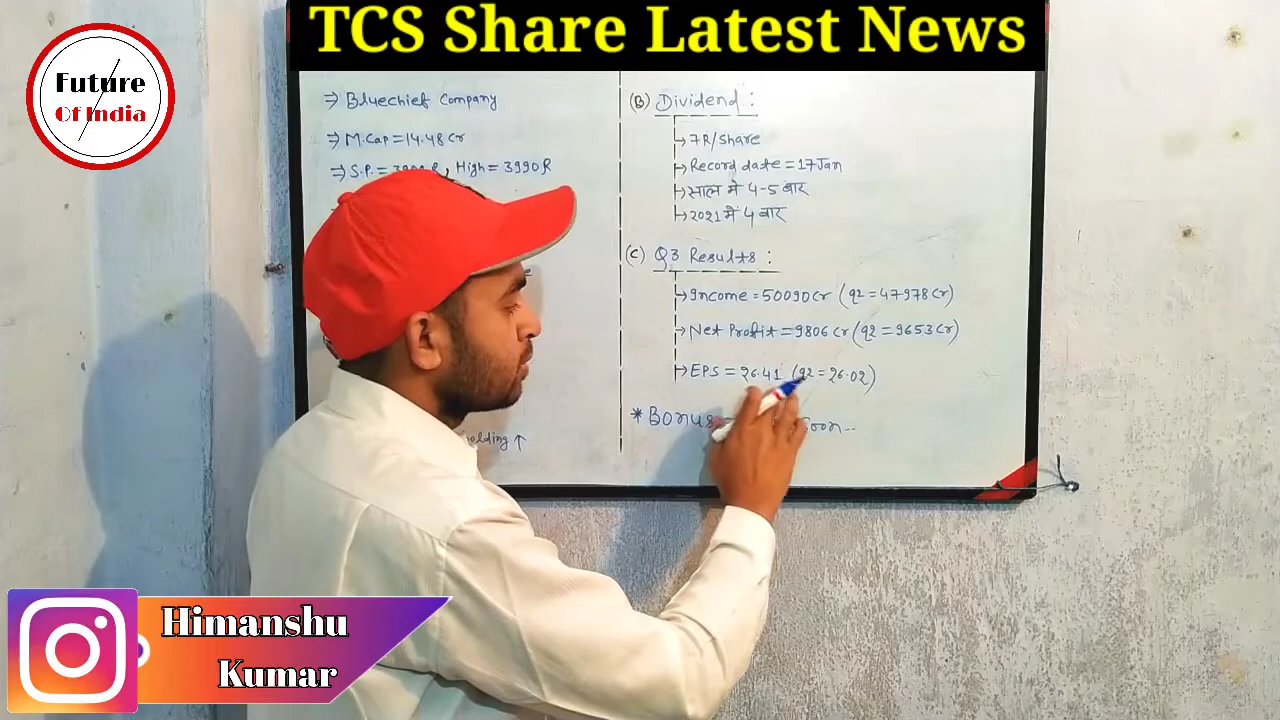 TCS Share Latest News
Future
Of India
⇒ Bluechief Company
⇒ M.Cap = 14.48 Cr
⇒ S.P. = , High = 3990 R
olding ↑
(B) Dividend :
→ 7R/share
→ Record date = 17 Jan
→ साल मे 4-5 बार
→ 2021 मे 4 बार
(C) Q3 Results :
→ Income = 50090 Cr (q2 = 47978 Cr)
→ Net Profit = 9806 Cr (q2 = 9653 Cr)
→ EPS = 26.41 (q2 = 26.02)
* Bonus Soon --
Himanshu
Kumar